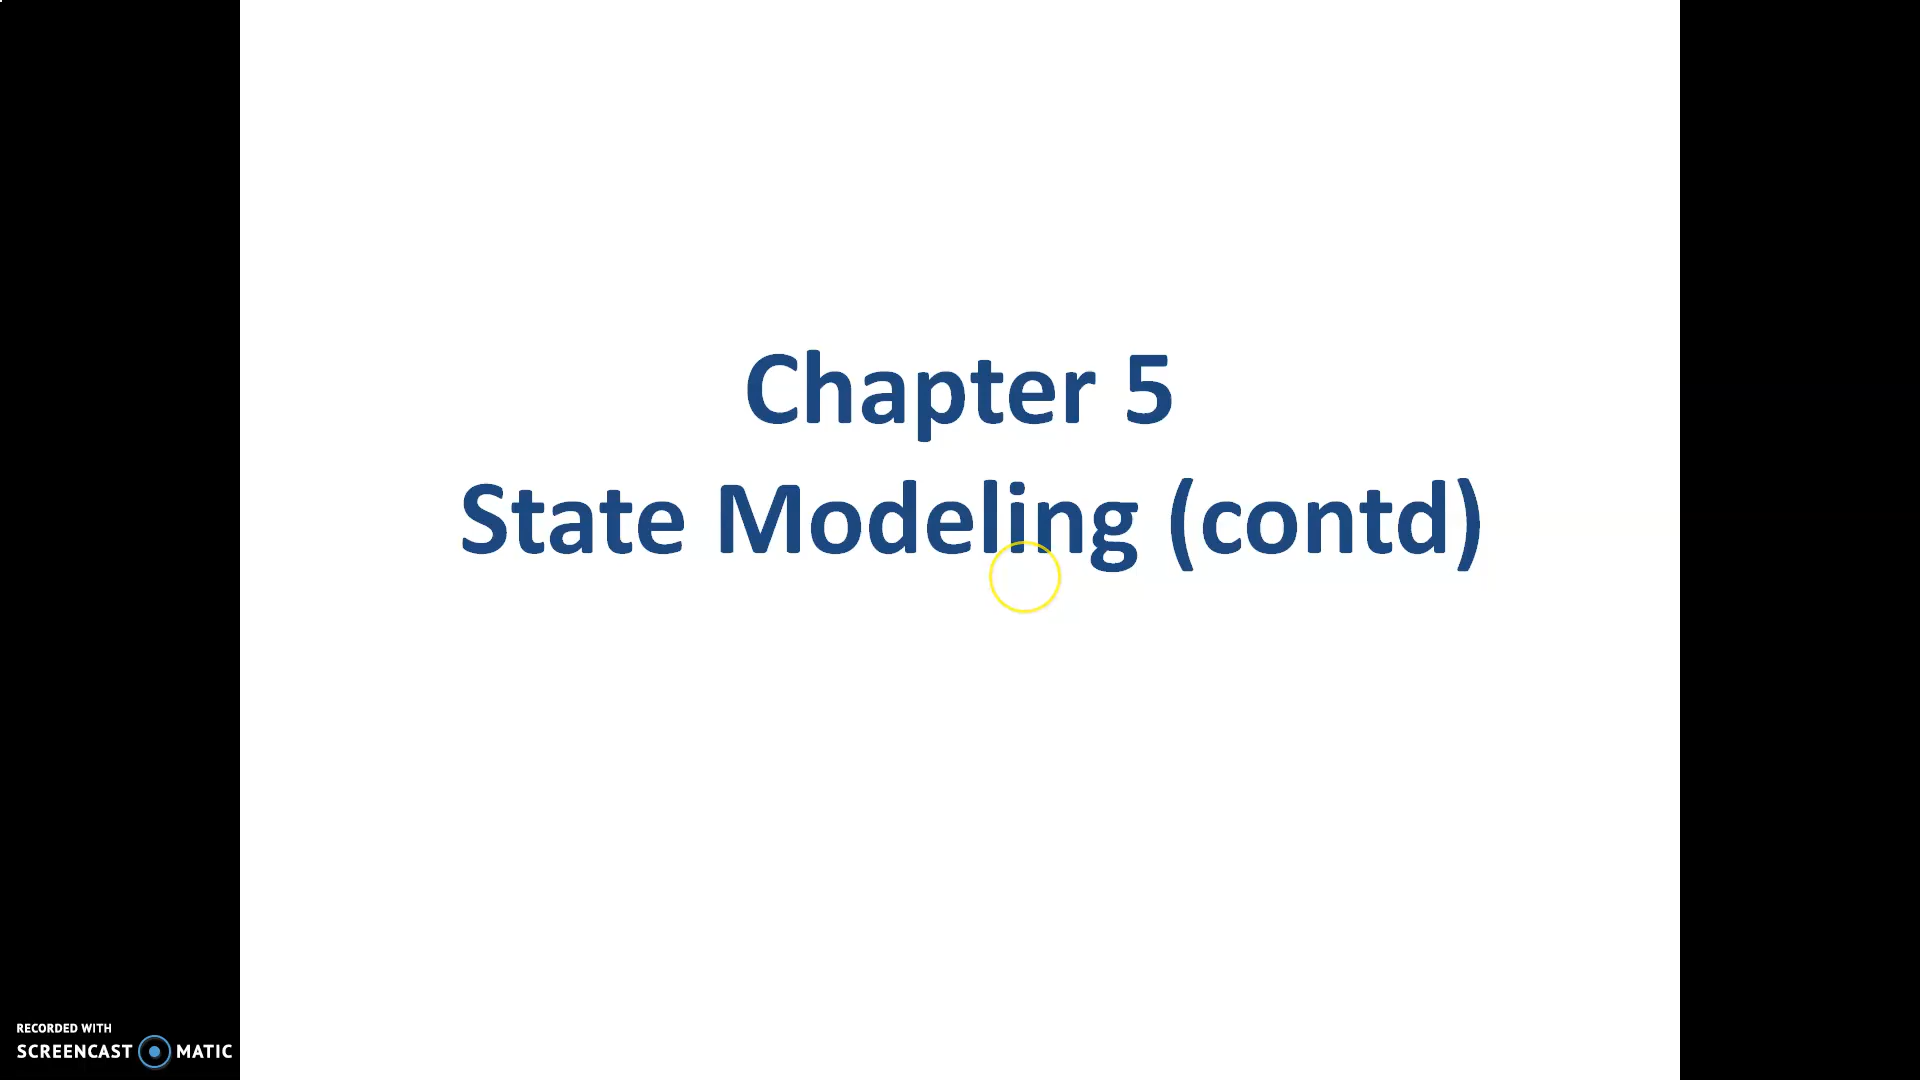 Chapter 5
State Modeling (contd)
RECORDED WITH
SCREENCAST MATIC